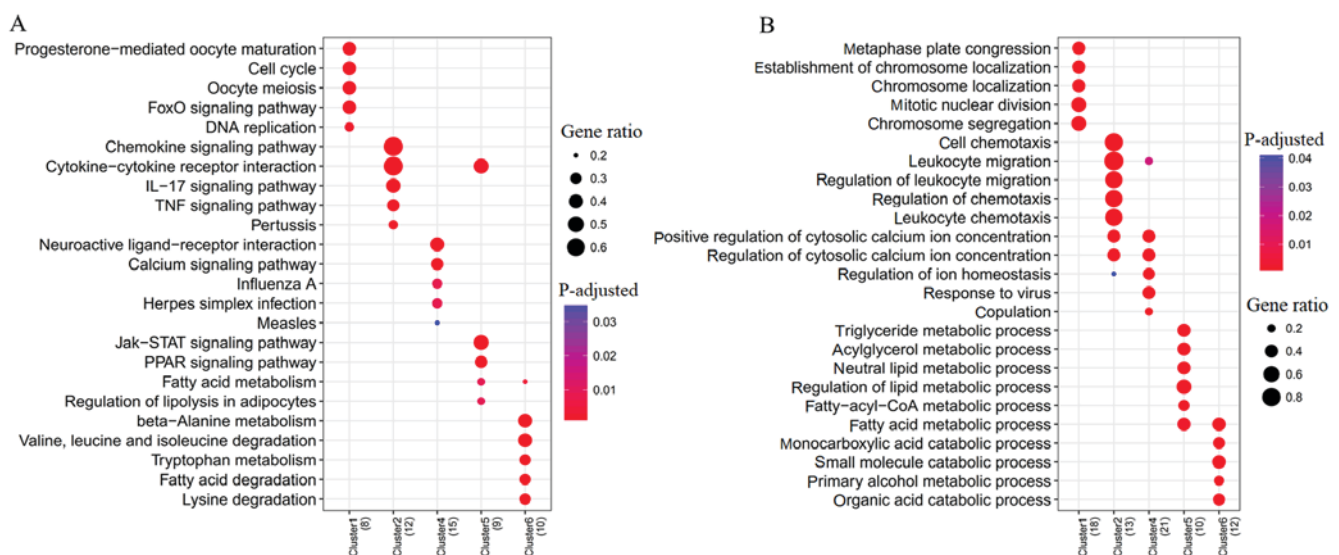 A
Progesterone−mediated oocyte maturation
Cell cycle
Oocyte meiosis
FoxO signaling pathway
DNA replication
Chemokine signaling pathway
Cytokine−cytokine receptor interaction
IL−17 signaling pathway
TNF signaling pathway
Pertussis
Neuroactive ligand−receptor interaction
Calcium signaling pathway
Influenza A
Herpes simplex infection
Measles
Jak−STAT signaling pathway
PPAR signaling pathway
Fatty acid metabolism
Regulation of lipolysis in adipocytes
beta−Alanine metabolism
Valine, leucine and isoleucine degradation
Tryptophan metabolism
Fatty acid degradation
Lysine degradation
Cluster1
(8)
Cluster2
(12)
Cluster4
(15)
Cluster5
(9)
Cluster6
(10)
Gene ratio
0.2
0.3
0.4
0.5
0.6
P-adjusted
0.03
0.02
0.01
B
Metaphase plate congression
Establishment of chromosome localization
Chromosome localization
Mitotic nuclear division
Chromosome segregation
Cell chemotaxis
Leukocyte migration
Regulation of leukocyte migration
Regulation of chemotaxis
Leukocyte chemotaxis
Positive regulation of cytosolic calcium ion concentration
Regulation of cytosolic calcium ion concentration
Regulation of ion homeostasis
Response to virus
Copulation
Triglyceride metabolic process
Acylglycerol metabolic process
Neutral lipid metabolic process
Regulation of lipid metabolic process
Fatty−acyl−CoA metabolic process
Fatty acid metabolic process
Monocarboxylic acid catabolic process
Small molecule catabolic process
Primary alcohol metabolic process
Organic acid catabolic process
Cluster1
(18)
Cluster2
(13)
Cluster4
(21)
Cluster5
(10)
Cluster6
(12)
P-adjusted
0.04
0.03
0.02
0.01
Gene ratio
0.2
0.4
0.6
0.8